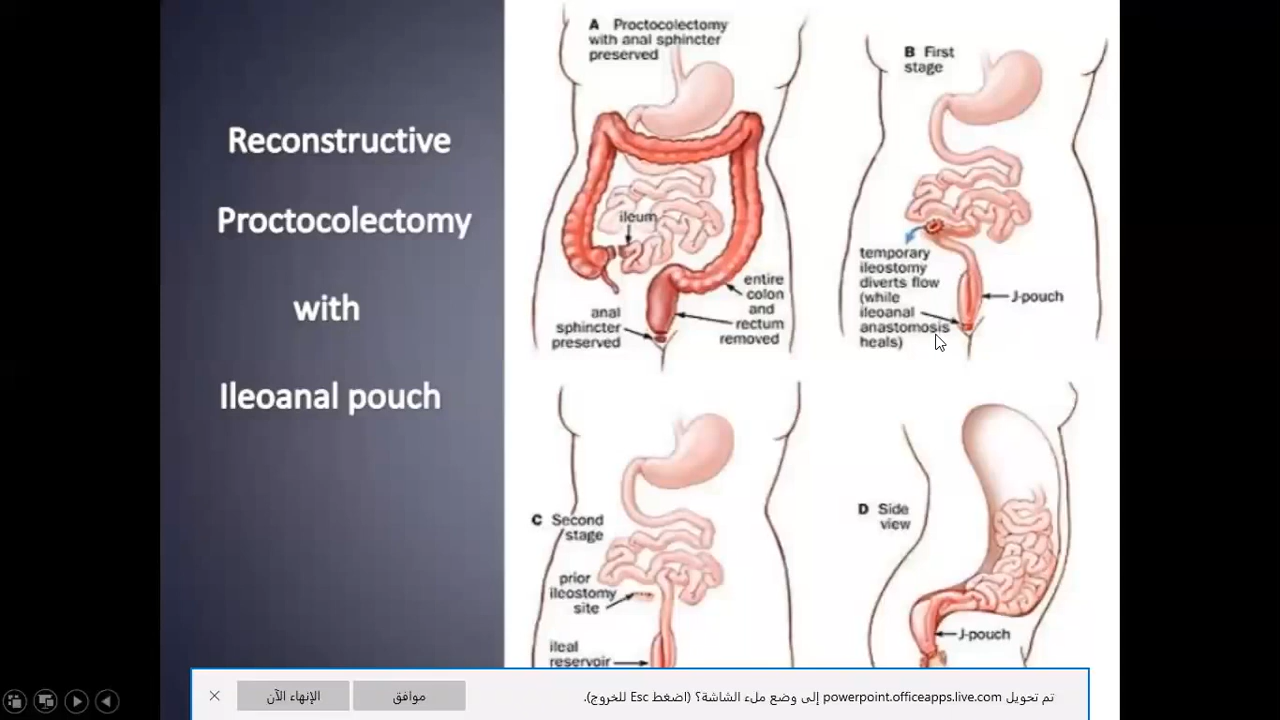 Reconstructive
Proctocolectomy
with
Ileoanal pouch
A Proctocolectomy
with anal sphincter
preserved
ileum
anal
sphincter
preserved
entire
colon
and
rectum
removed
B First
stage
temporary
ileostomy
diverts flow
(while
ileoanal
anastomosis
heals)
J-pouch
C Second
stage
prior
ileostomy
site
ileal
reservoir
D Side
view
J-pouch
تم تحويل powerpoint.officeapps.live.com إلى وضع ملء الشاشة؟ (اضغط Esc للخروج).
موافق
الإنهاء الآن